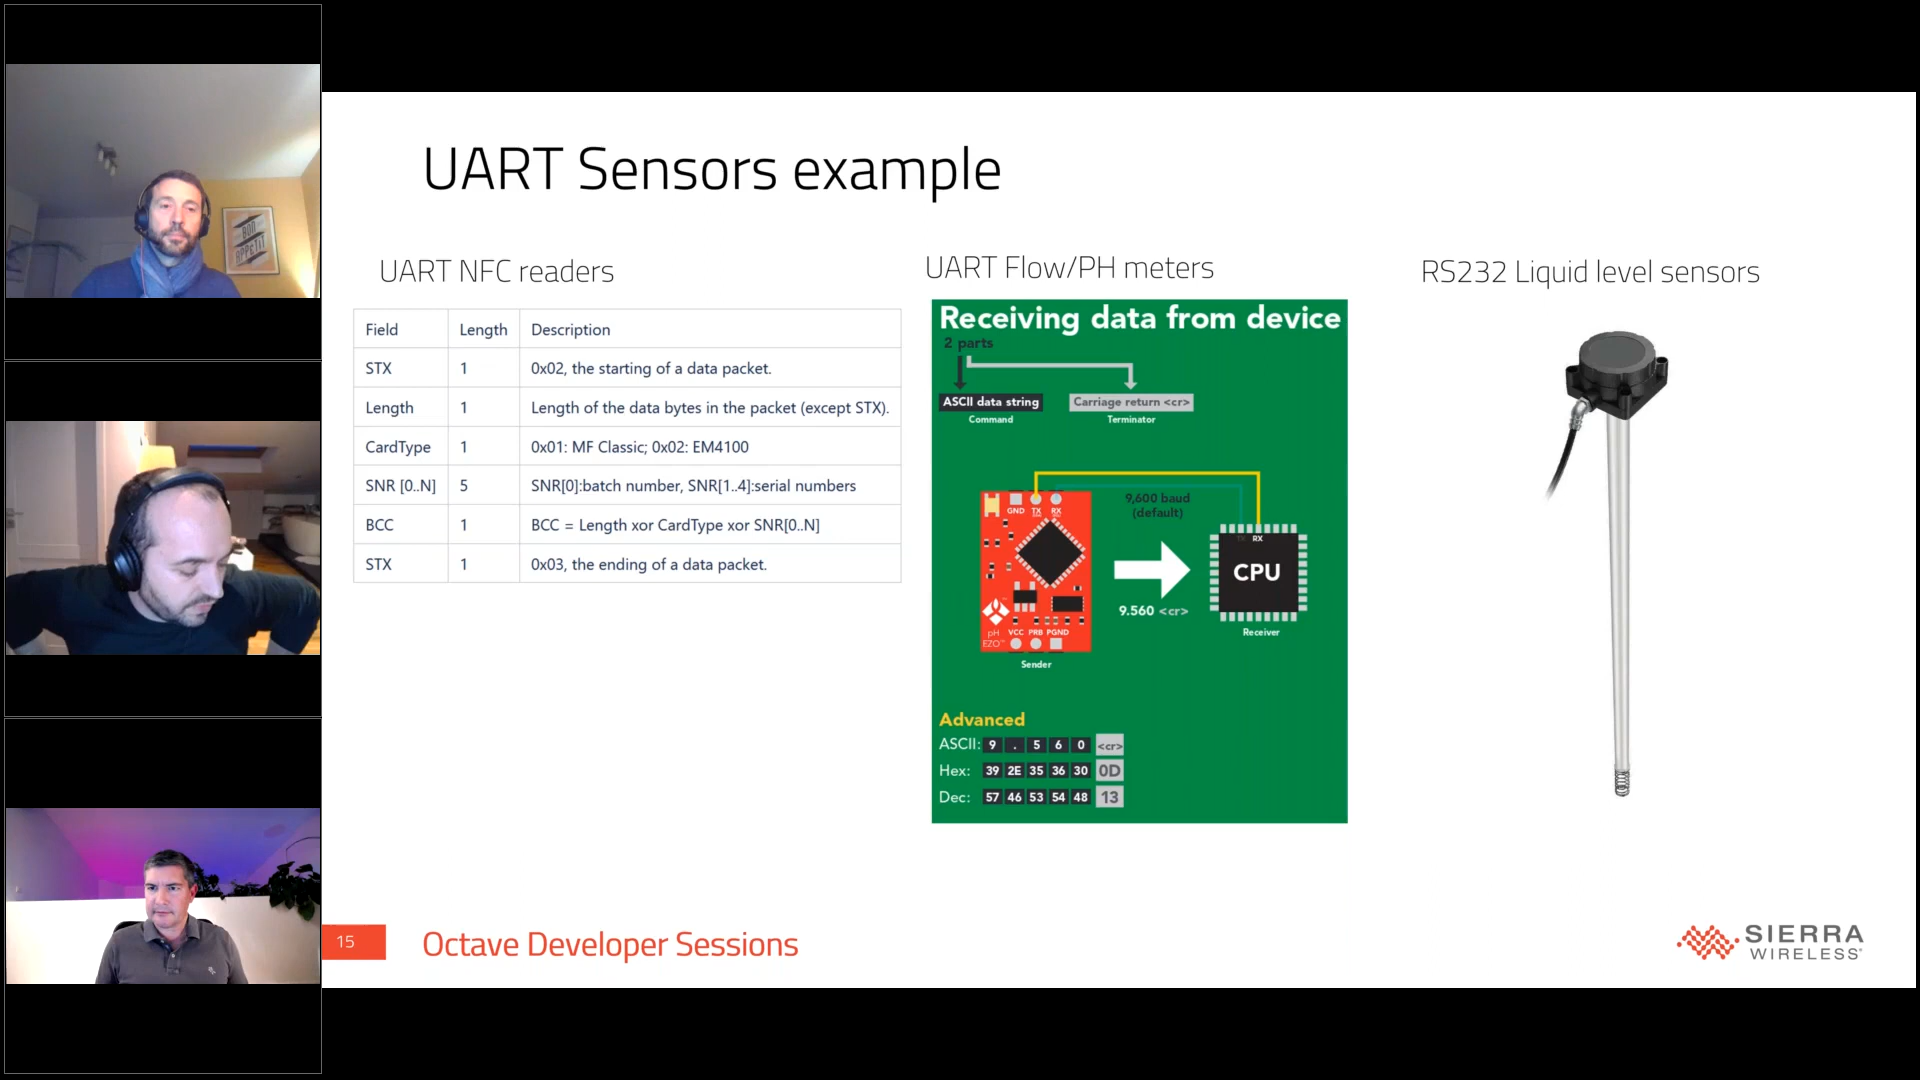 BON
APPETIT
UART Sensors example
UART NFC readers
Field Length Description
STX 1 0x02, the starting of a data packet.
Length 1 Length of the data bytes in the packet (except STX).
CardType 1 0x01: MF Classic; 0x02: EM4100
SNR [0..N] 5 SNR[0]:batch number, SNR[1..4]:serial numbers
BCC 1 BCC = Length xor CardType xor SNR[0..N]
STX 1 0x03, the ending of a data packet.
UART Flow/PH meters
Receiving data from device
2 parts
ASCII data string Carriage return <cr>
Command Terminator
9,600 baud
(default)
GND TX RX
TX RX
CPU
9.560 <cr>
Receiver
pH
EZO™
VCC PRB PGND
Sender
Advanced
ASCII: 9 . 5 6 0 <cr>
Hex: 39 2E 35 36 30 0D
Dec: 57 46 53 54 48 13
RS232 Liquid level sensors
15
Octave Developer Sessions
SIERRA
WIRELESS